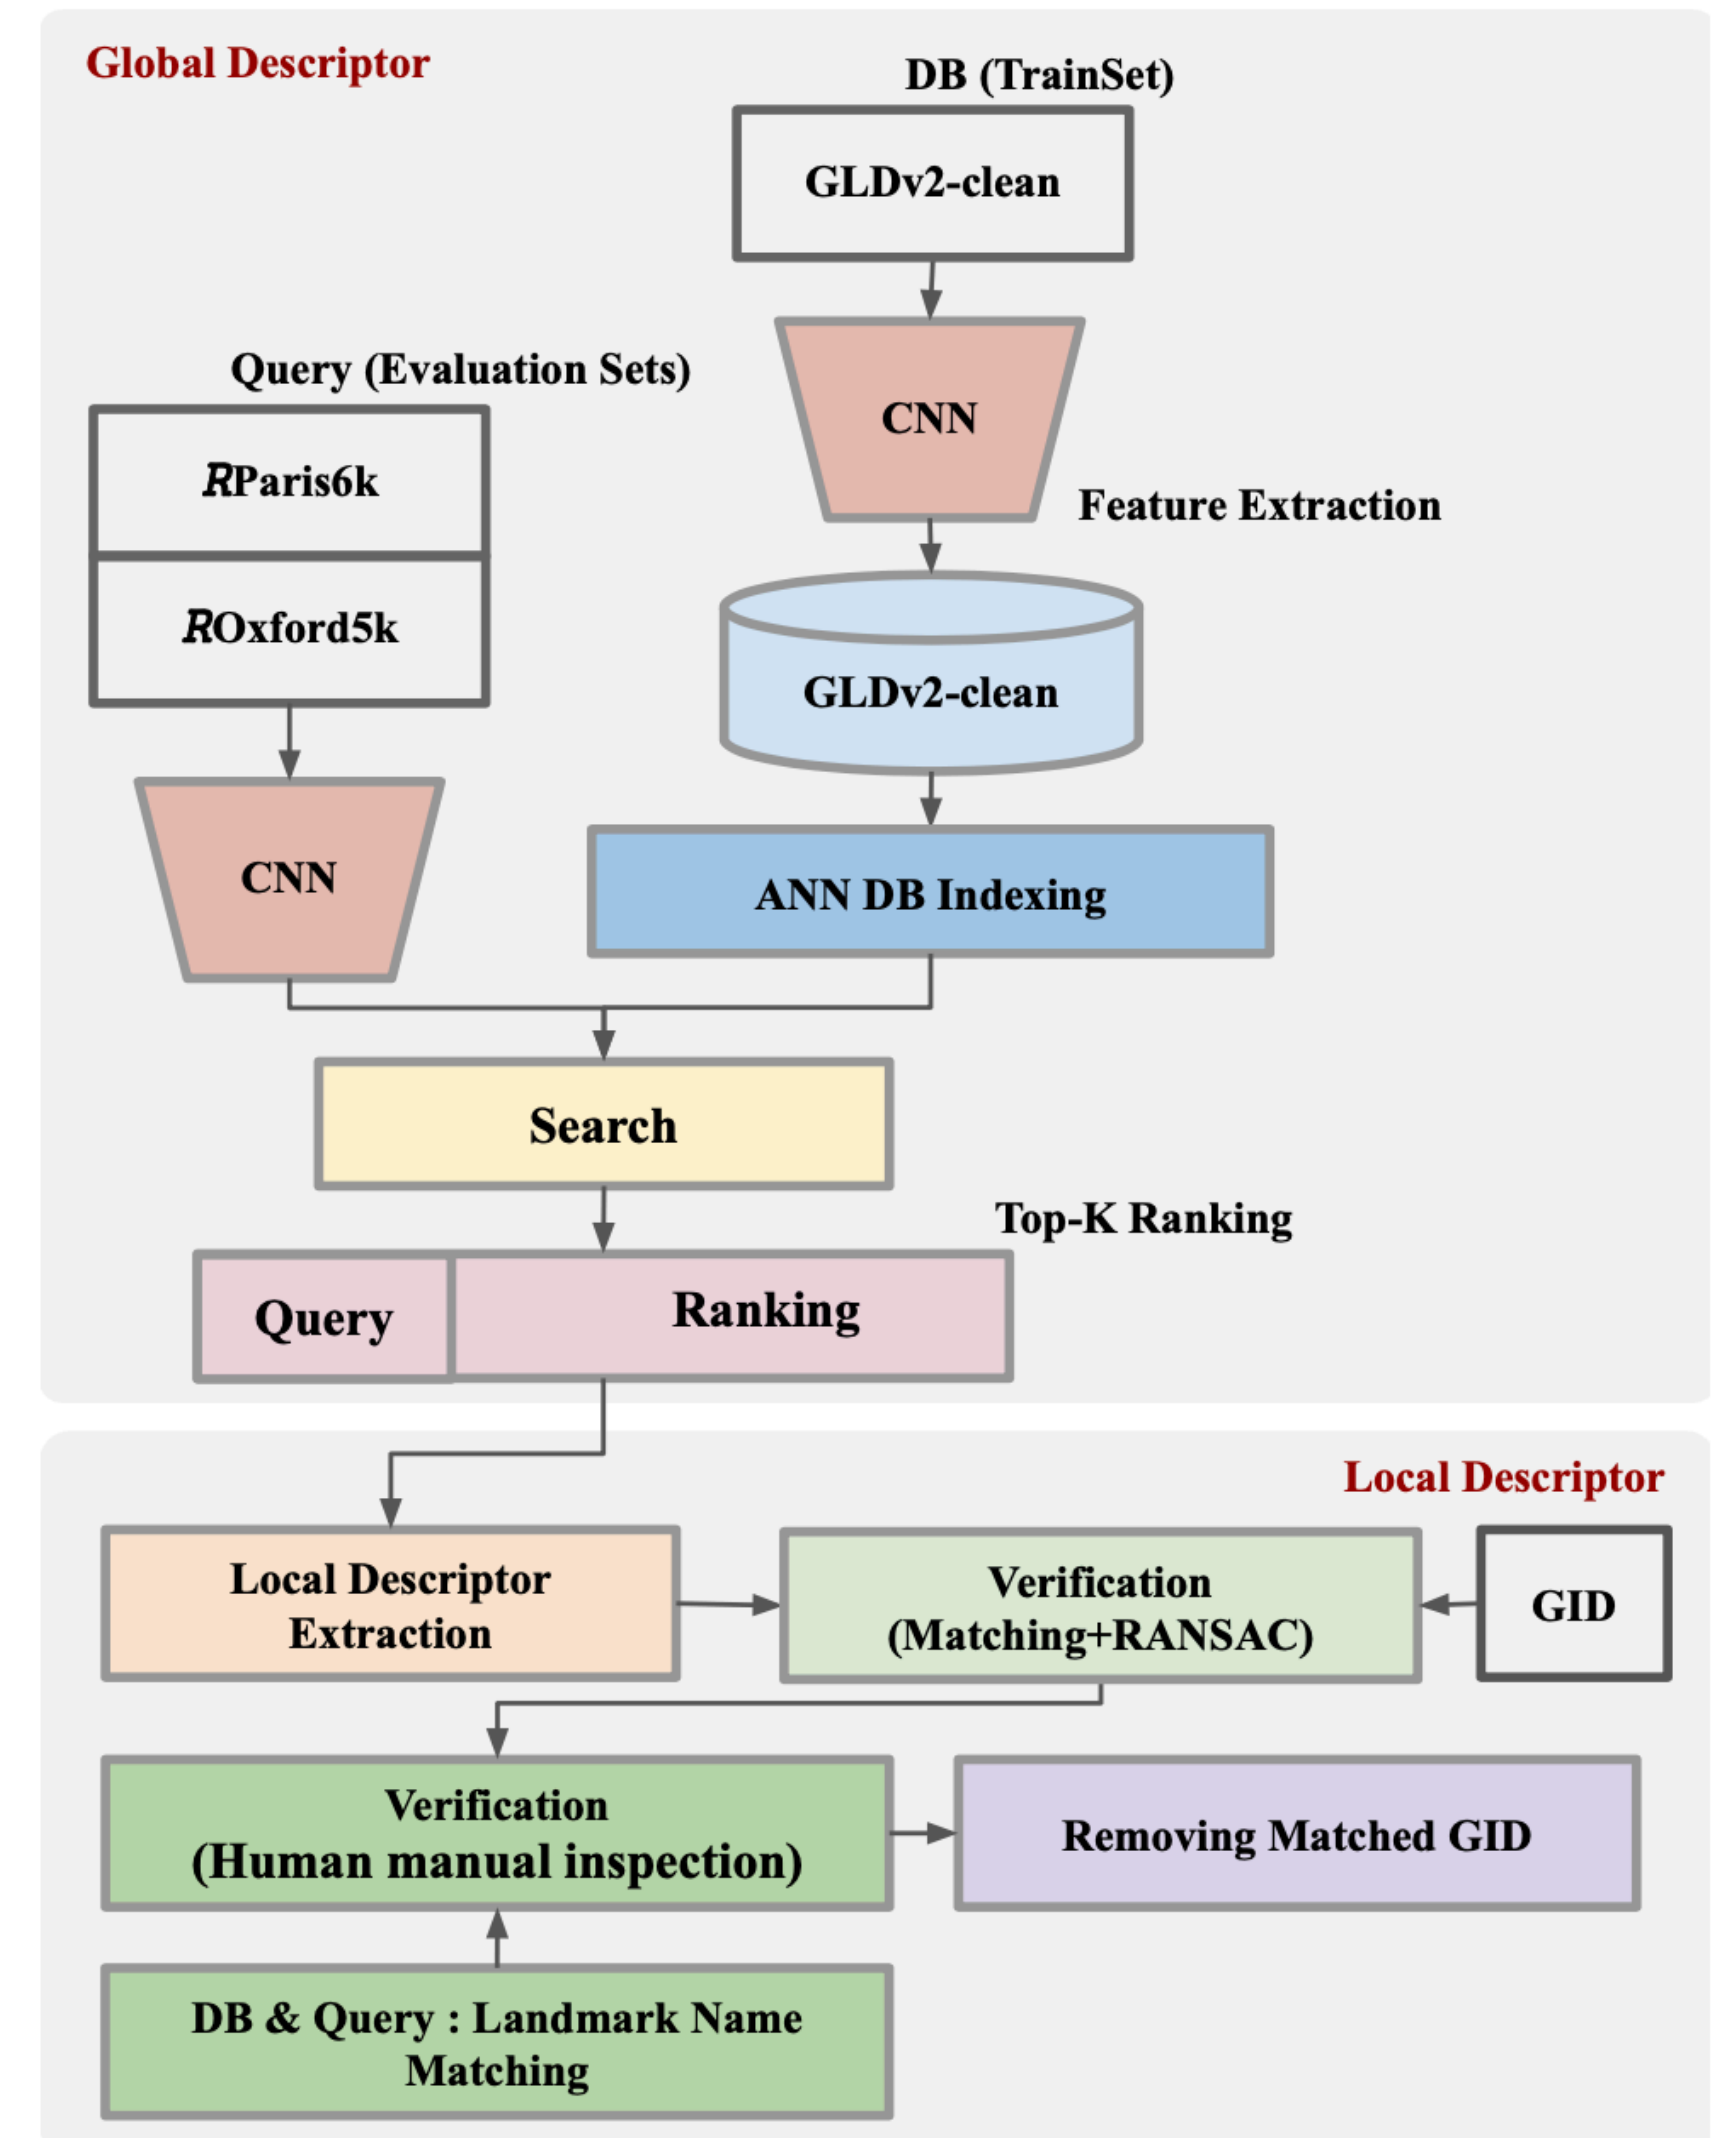 Global Descriptor
DB (TrainSet)
GLDv2-clean
Query (Evaluation Sets)
RParis6k
ROxford5k
CNN
Feature Extraction
GLDv2-clean
CNN
ANN DB Indexing
Search
Top-K Ranking
Query
Ranking
Local Descriptor
Local Descriptor
Extraction
Verification
(Matching+RANSAC)
GID
Verification
(Human manual inspection)
Removing Matched GID
DB & Query : Landmark Name
Matching